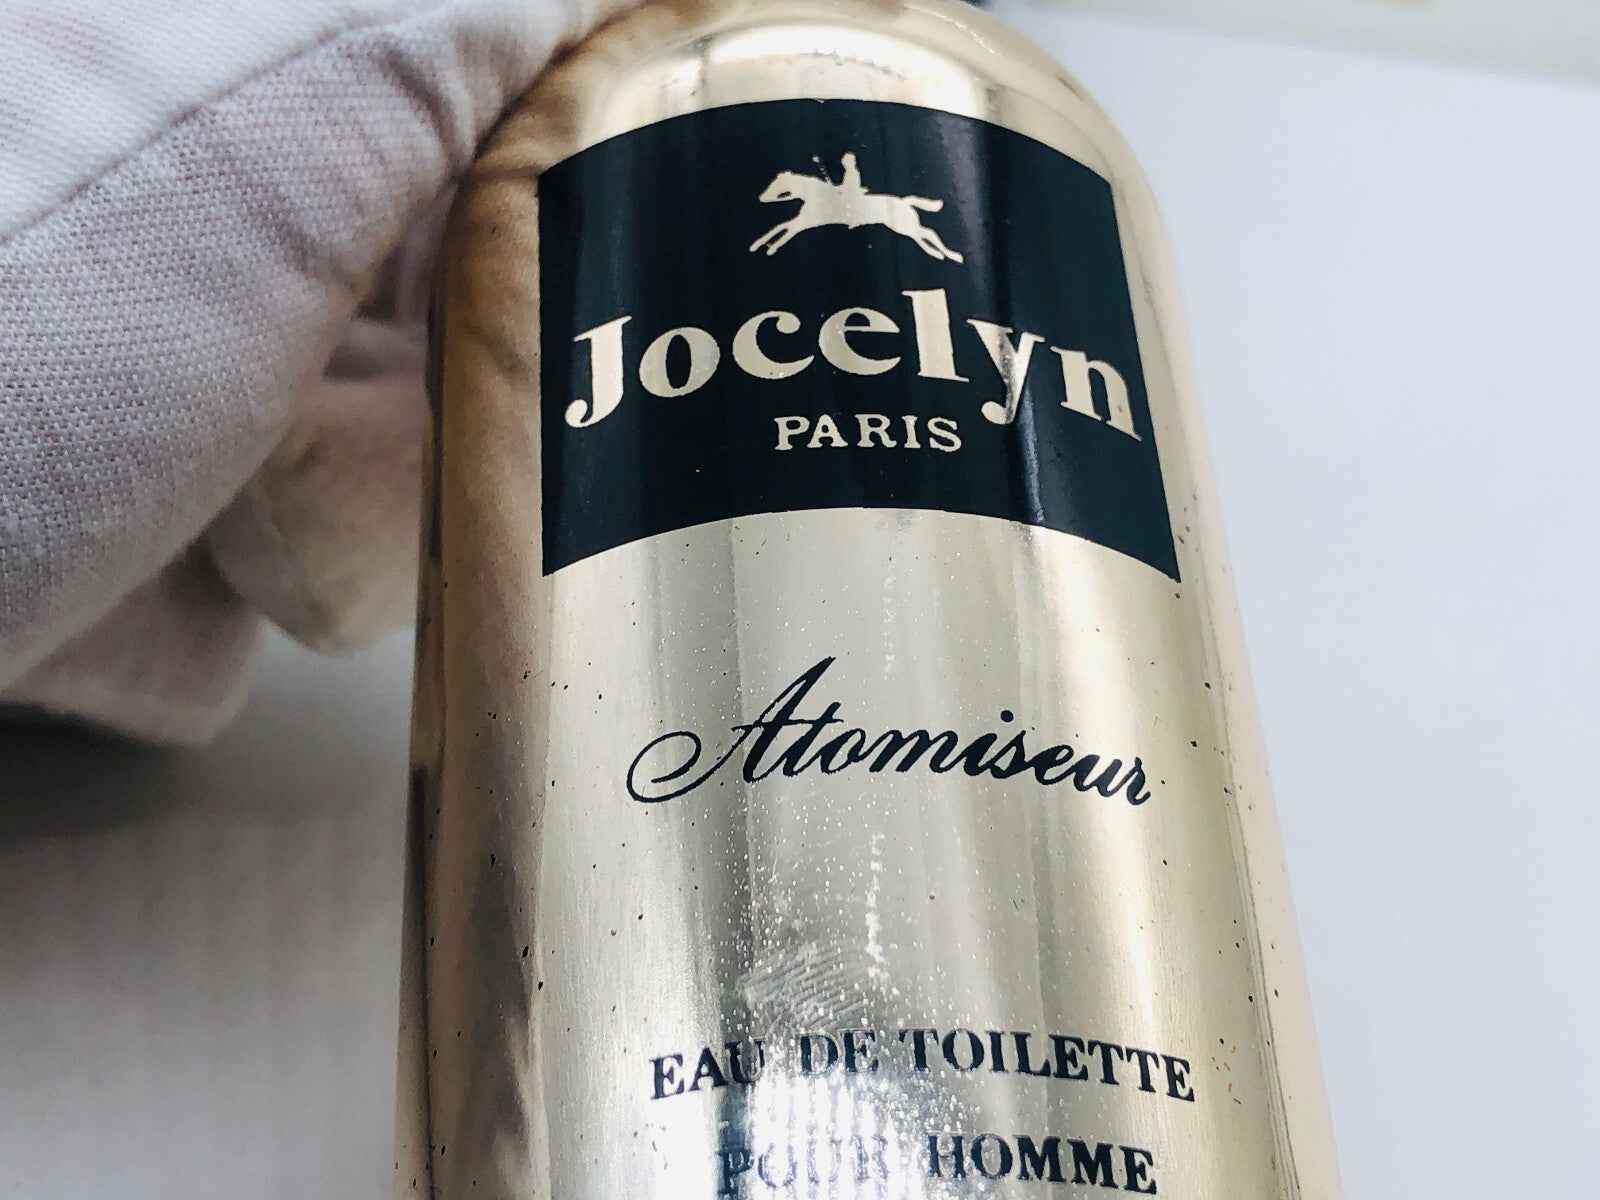 Jocelyn
PARIS
Atomiseur
EAU DE TOILETTE
POUR HOMME